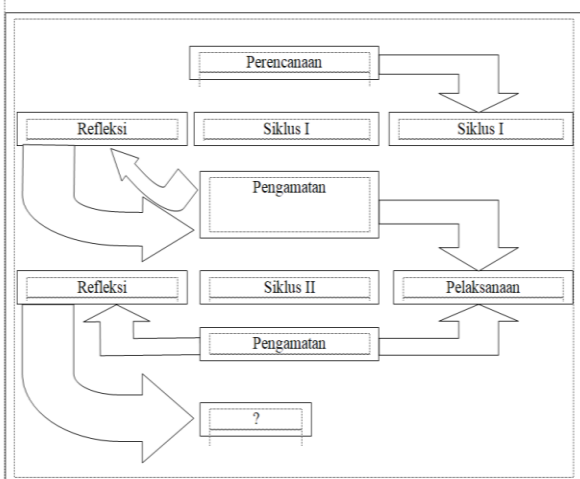 Perencanaan
Refleksi Siklus I Siklus I
Pengamatan
Refleksi Siklus II Pelaksanaan
Pengamatan
?